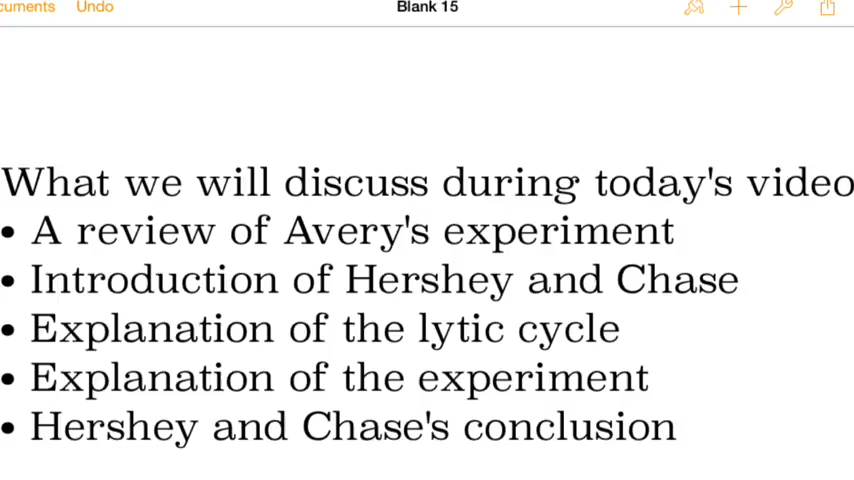 Undo
Blank 15
What we will discuss during today's video
• A review of Avery's experiment
• Introduction of Hershey and Chase
• Explanation of the lytic cycle
• Explanation of the experiment
• Hershey and Chase's conclusion